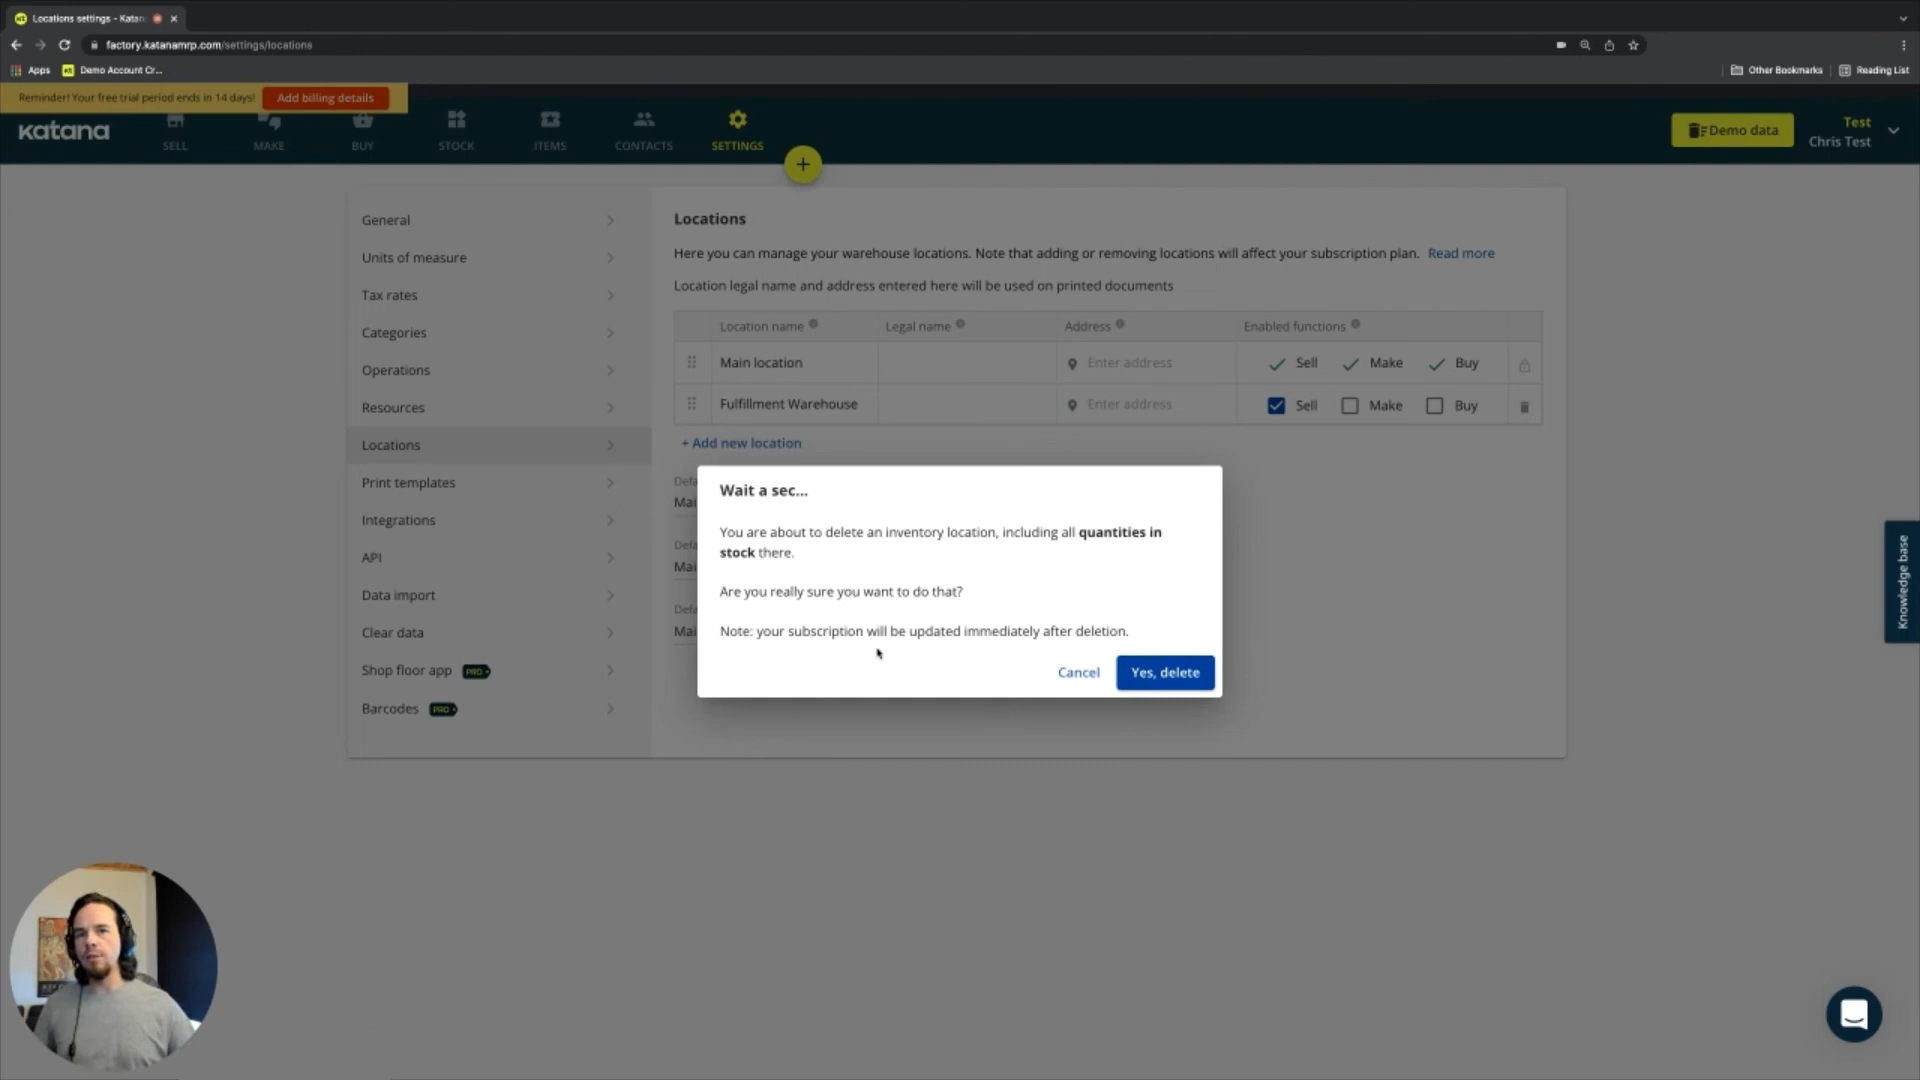 Locations settings - Katan
factory.katanamrp.com/settings/locations
Apps
Demo Account Cr...
Other Bookmarks
Reading List
Reminder! Your free trial period ends in 14 days!
Add billing details
katana
SELL
MAKE
BUY
STOCK
ITEMS
CONTACTS
SETTINGS
+
Demo data
Test
Chris Test
General
Units of measure
Tax rates
Categories
Operations
Resources
Locations
Print templates
Integrations
API
Data import
Clear data
Shop floor app PRO
Barcodes PRO
Locations
Here you can manage your warehouse locations. Note that adding or removing locations will affect your subscription plan. Read more
Location legal name and address entered here will be used on printed documents
Location name
Legal name
Address
Enabled functions
Main location
Enter address
Sell
Make
Buy
Fulfillment Warehouse
Enter address
Sell
Make
Buy
+ Add new location
Defa
Mai
Defa
Mai
Defa
Mai
Wait a sec...
You are about to delete an inventory location, including all quantities in
stock there.
Are you really sure you want to do that?
Note: your subscription will be updated immediately after deletion.
Cancel
Yes, delete
Knowledge base